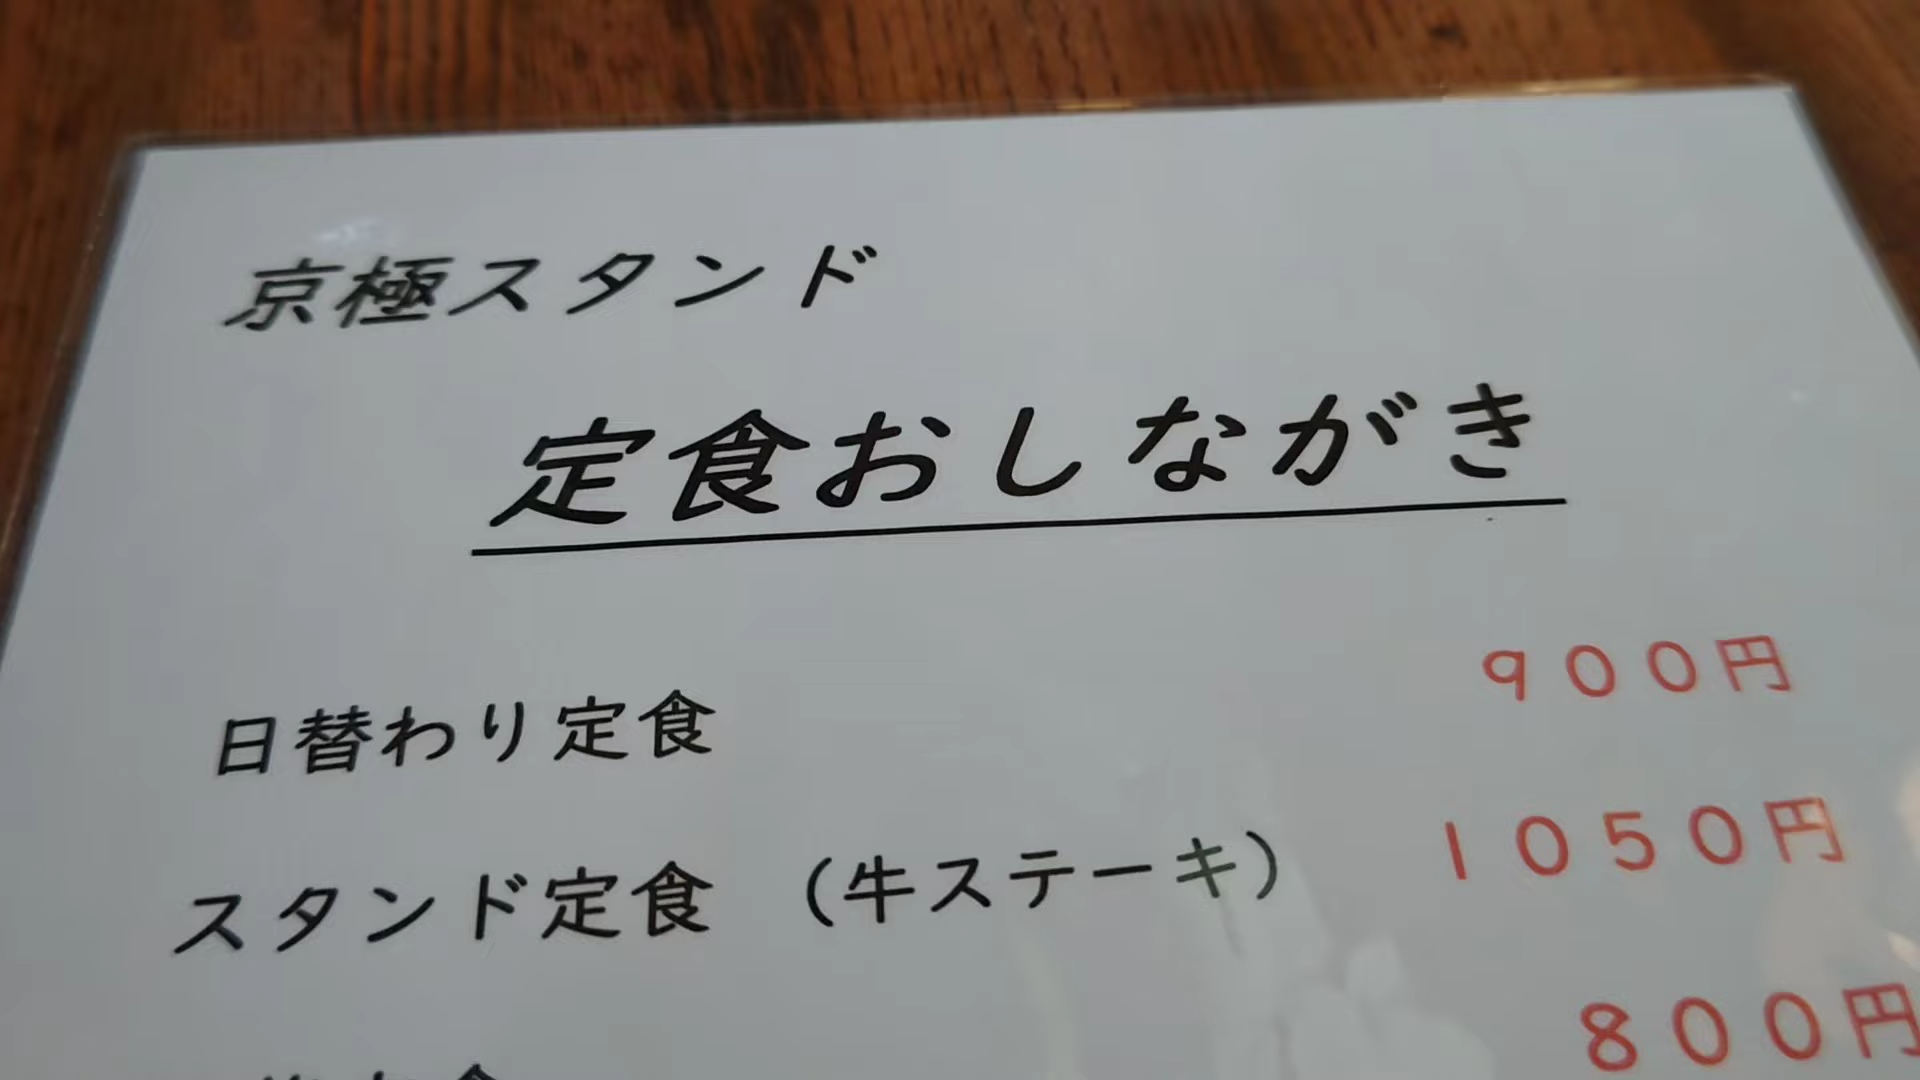 京極スタンド
定食おしながき
日替わり定食 900円
スタンド定食 (牛ステーキ) 1050円
800円